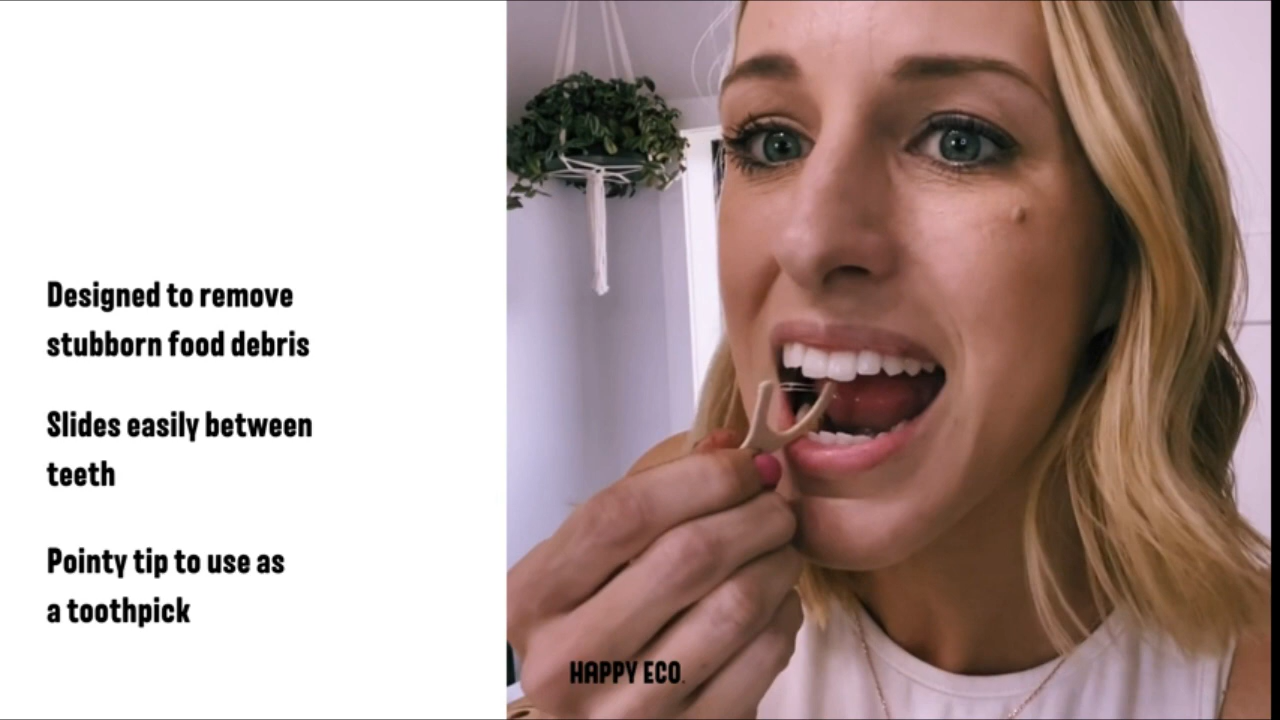 Designed to remove
stubborn food debris
Slides easily between
teeth
Pointy tip to use as
a toothpick
HAPPY ECO.